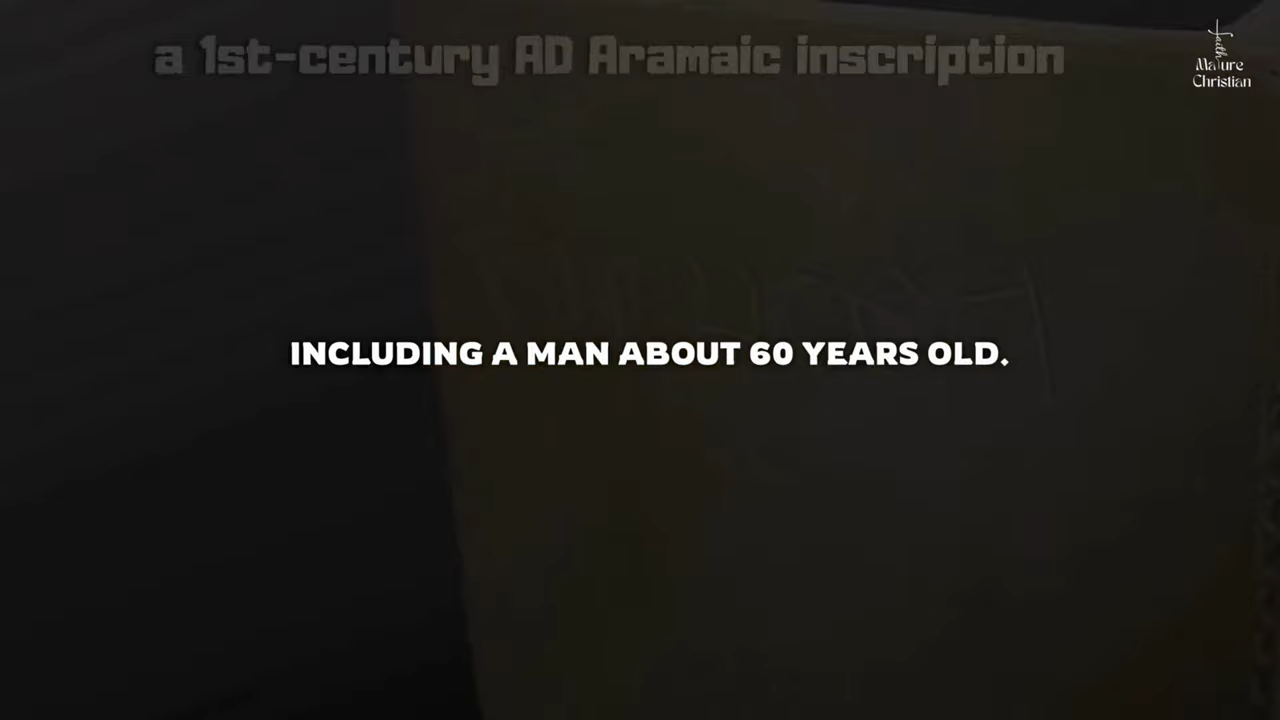 a 1st-century AD Aramaic inscription
faith
Mature
Christian
INCLUDING A MAN ABOUT 60 YEARS OLD.